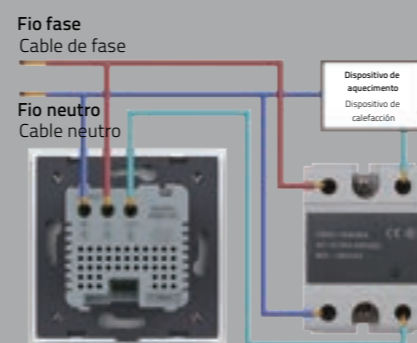 Fio fase
Cable de fase
Fio neutro
Cable neutro
Dispositivo de
aquecimento
Dispositivo de
calefacción